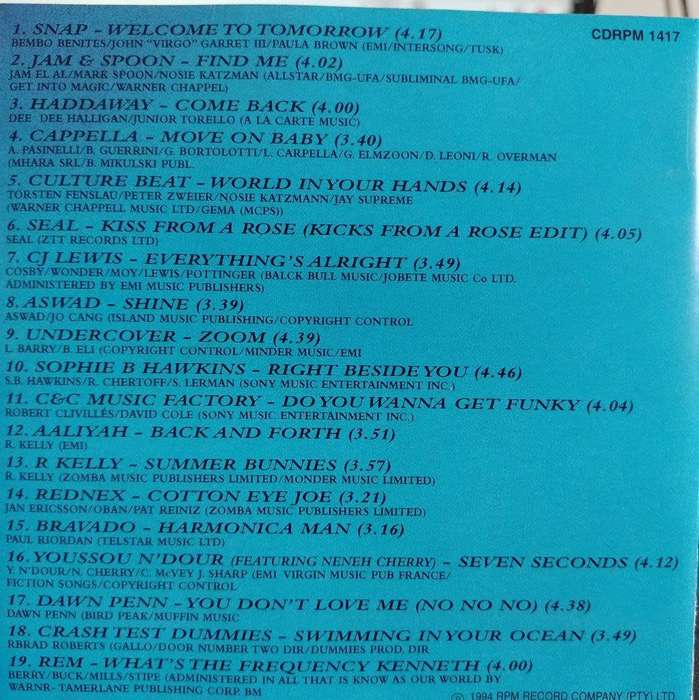 CDRPM 1417
1. SNAP - WELCOME TO TOMORROW (4.17)
BEMBO BENITES/JOHN "VIRGO" GARRET III/PAULA BROWN (EMI/INTERSONG/TUSK)
2. JAM & SPOON - FIND ME (4.02)
JAM EL AL/MARK SPOON/NOSIE KATZMAN (ALLSTAR/BMG-UFA/SUBLIMINAL BMG-UFA/
GET INTO MAGIC/WARNER CHAPPEL)
3. HADDAWAY - COME BACK (4.00)
DEE DEE HALLIGAN/JUNIOR TORELLO (A LA CARTE MUSIC)
4. CAPPELLA - MOVE ON BABY (3.40)
A. PASINELLI/B. GUERRINI/G. BORTOLOTTI/L. CARPELLA/G. ELMZOON/D. LEONI/R. OVERMAN
(MHARA SRL/B. MIKULSKI PUBL.
5. CULTURE BEAT - WORLD IN YOUR HANDS (4.14)
TORSTEN FENSLAU/PETER ZWEIER/NOSIE KATZMANN/JAY SUPREME
(WARNER CHAPPELL MUSIC LTD/GEMA (MCPS))
6. SEAL - KISS FROM A ROSE (KICKS FROM A ROSE EDIT) (4.05)
SEAL (ZTT RECORDS LTD)
7. CJ LEWIS - EVERYTHING'S ALRIGHT (3.49)
COSBY/WONDER/MOY/LEWIS/POTTINGER (BALCK BULL MUSIC/JOBETE MUSIC Co LTD.
ADMINISTERED BY EMI MUSIC PUBLISHERS)
8. ASWAD - SHINE (3.39)
ASWAD/JO CANG (ISLAND MUSIC PUBLISHING/COPYRIGHT CONTROL
9. UNDERCOVER - ZOOM (4.39)
L. BARRY/B. ELI (COPYRIGHT CONTROL/MINDER MUSIC/EMI
10. SOPHIE B HAWKINS - RIGHT BESIDE YOU (4.46)
S.B. HAWKINS/R. CHERTOFF/S. LERMAN (SONY MUSIC ENTERTAINMENT INC.)
11. C&C MUSIC FACTORY - DO YOU WANNA GET FUNKY (4.04)
ROBERT CLIVILLÉS/DAVID COLE (SONY MUSIC ENTERTAINMENT INC.)
12. AALIYAH - BACK AND FORTH (3.51)
R. KELLY (EMI)
13. R KELLY - SUMMER BUNNIES (3.57)
R. KELLY (ZOMBA MUSIC PUBLISHERS LIMITED/MONDER MUSIC LIMITED)
14. REDNEX - COTTON EYE JOE (3.21)
JAN ERICSSON/OBAN/PAT REINIZ (ZOMBA MUSIC PUBLISHERS LIMITED)
15. BRAVADO - HARMONICA MAN (3.16)
PAUL RIORDAN (TELSTAR MUSIC LTD)
16. YOUSSOU N'DOUR (FEATURING NENEH CHERRY) - SEVEN SECONDS (4.12)
Y. N'DOUR/N. CHERRY/C. McVEY J. SHARP (EMI VIRGIN MUSIC PUB FRANCE/
FICTION SONGS/COPYRIGHT CONTROL
17. DAWN PENN - YOU DON'T LOVE ME (NO NO NO) (4.38)
DAWN PENN (BIRD PEAK/MUFFIN MUSIC
18. CRASH TEST DUMMIES - SWIMMING IN YOUR OCEAN (3.49)
RBRAD ROBERTS (GALLO/DOOR NUMBER TWO DIR/DUMMIES PROD. DIR
19. REM - WHAT'S THE FREQUENCY KENNETH (4.00)
BERRY/BUCK/MILLS/STIPE (ADMINISTERED IN ALL THAT IS KNOW AS OUR WORLD BY
WARNR- TAMERLANE PUBLISHING CORP. BM
© 1994 RPM RECORD COMPANY (PTY) LTD